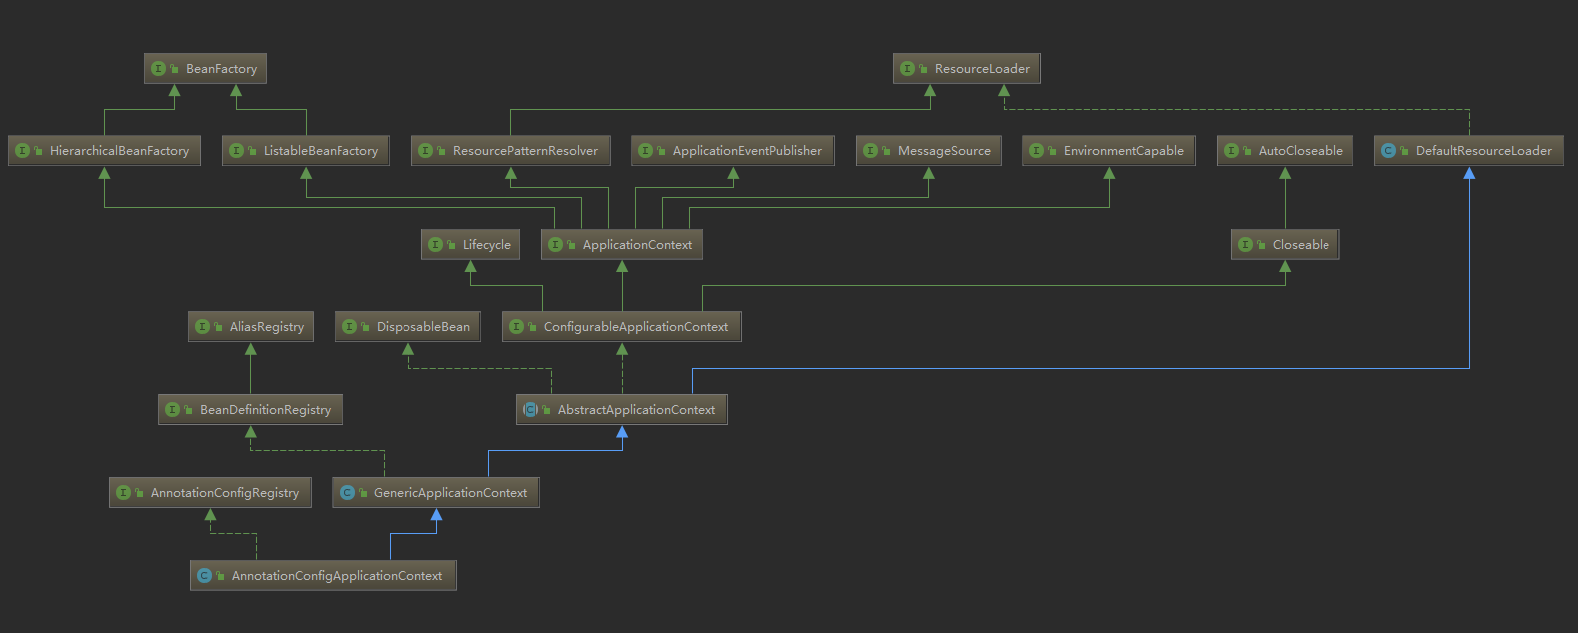 BeanFactory
ResourceLoader
HierarchicalBeanFactory
ListableBeanFactory
ResourcePatternResolver
ApplicationEventPublisher
MessageSource
EnvironmentCapable
AutoCloseable
DefaultResourceLoader
Lifecycle
ApplicationContext
Closeable
AliasRegistry
DisposableBean
ConfigurableApplicationContext
BeanDefinitionRegistry
AbstractApplicationContext
AnnotationConfigRegistry
GenericApplicationContext
AnnotationConfigApplicationContext